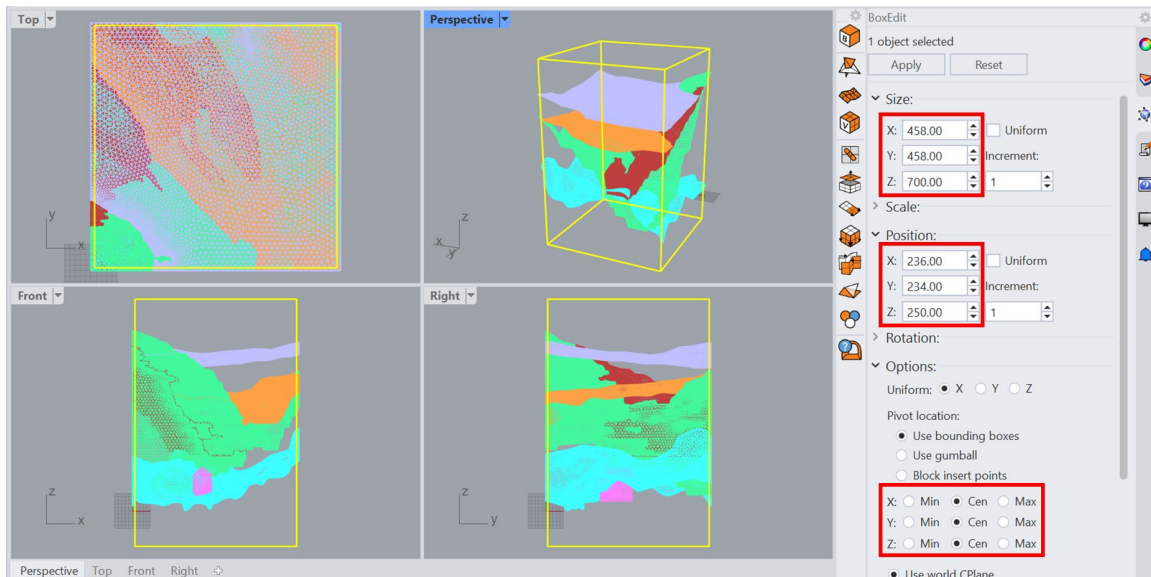 Top
Perspective
y
x
z
x
y
Front
Right
z
x
z
y
Perspective Top Front Right
BoxEdit
1 object selected
Apply Reset
Size:
X: 458.00 Uniform
Y: 458.00 Increment:
Z: 700.00 1
Scale:
Position:
X: 236.00 Uniform
Y: 234.00 Increment:
Z: 250.00 1
Rotation:
Options:
Uniform: X Y Z
Pivot location:
Use bounding boxes
Use gumball
Block insert points
X: Min Cen Max
Y: Min Cen Max
Z: Min Cen Max
Use world CPlane